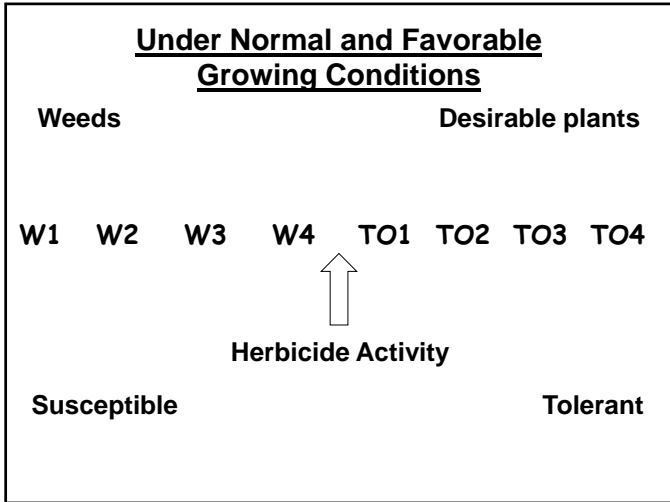 Under Normal and Favorable
Growing Conditions
Weeds Desirable plants
W1 W2 W3 W4 TO1 TO2 TO3 TO4
Herbicide Activity
Susceptible Tolerant